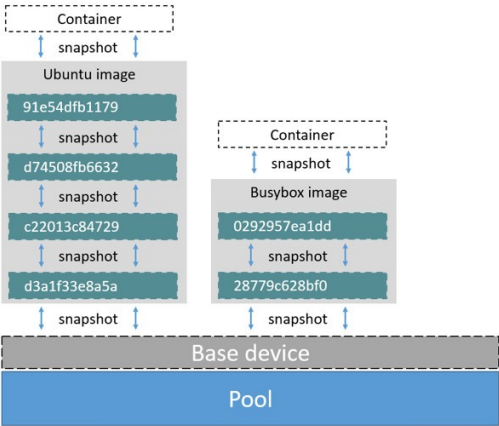 Container
snapshot
Ubuntu image
91e54dfb1179
snapshot
d74508fb6632
snapshot
c22013c84729
snapshot
d3a1f33e8a5a
snapshot
Container
snapshot
Busybox image
0292957ea1dd
snapshot
28779c628bf0
snapshot
Base device
Pool